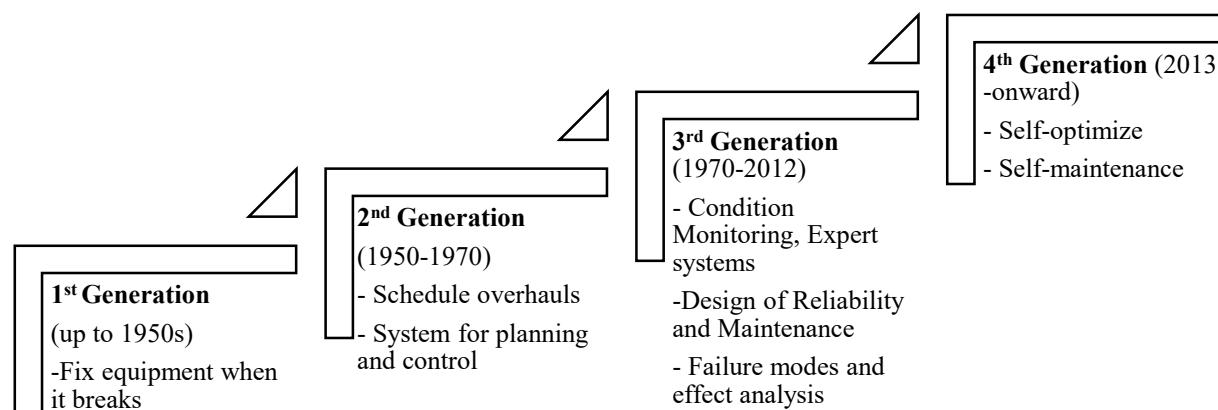 1st Generation
(up to 1950s)
-Fix equipment when
it breaks
2nd Generation
(1950-1970)
- Schedule overhauls
- System for planning
and control
3rd Generation
(1970-2012)
- Condition
Monitoring, Expert
systems
-Design of Reliability
and Maintenance
- Failure modes and
effect analysis
4th Generation (2013
-onward)
- Self-optimize
- Self-maintenance